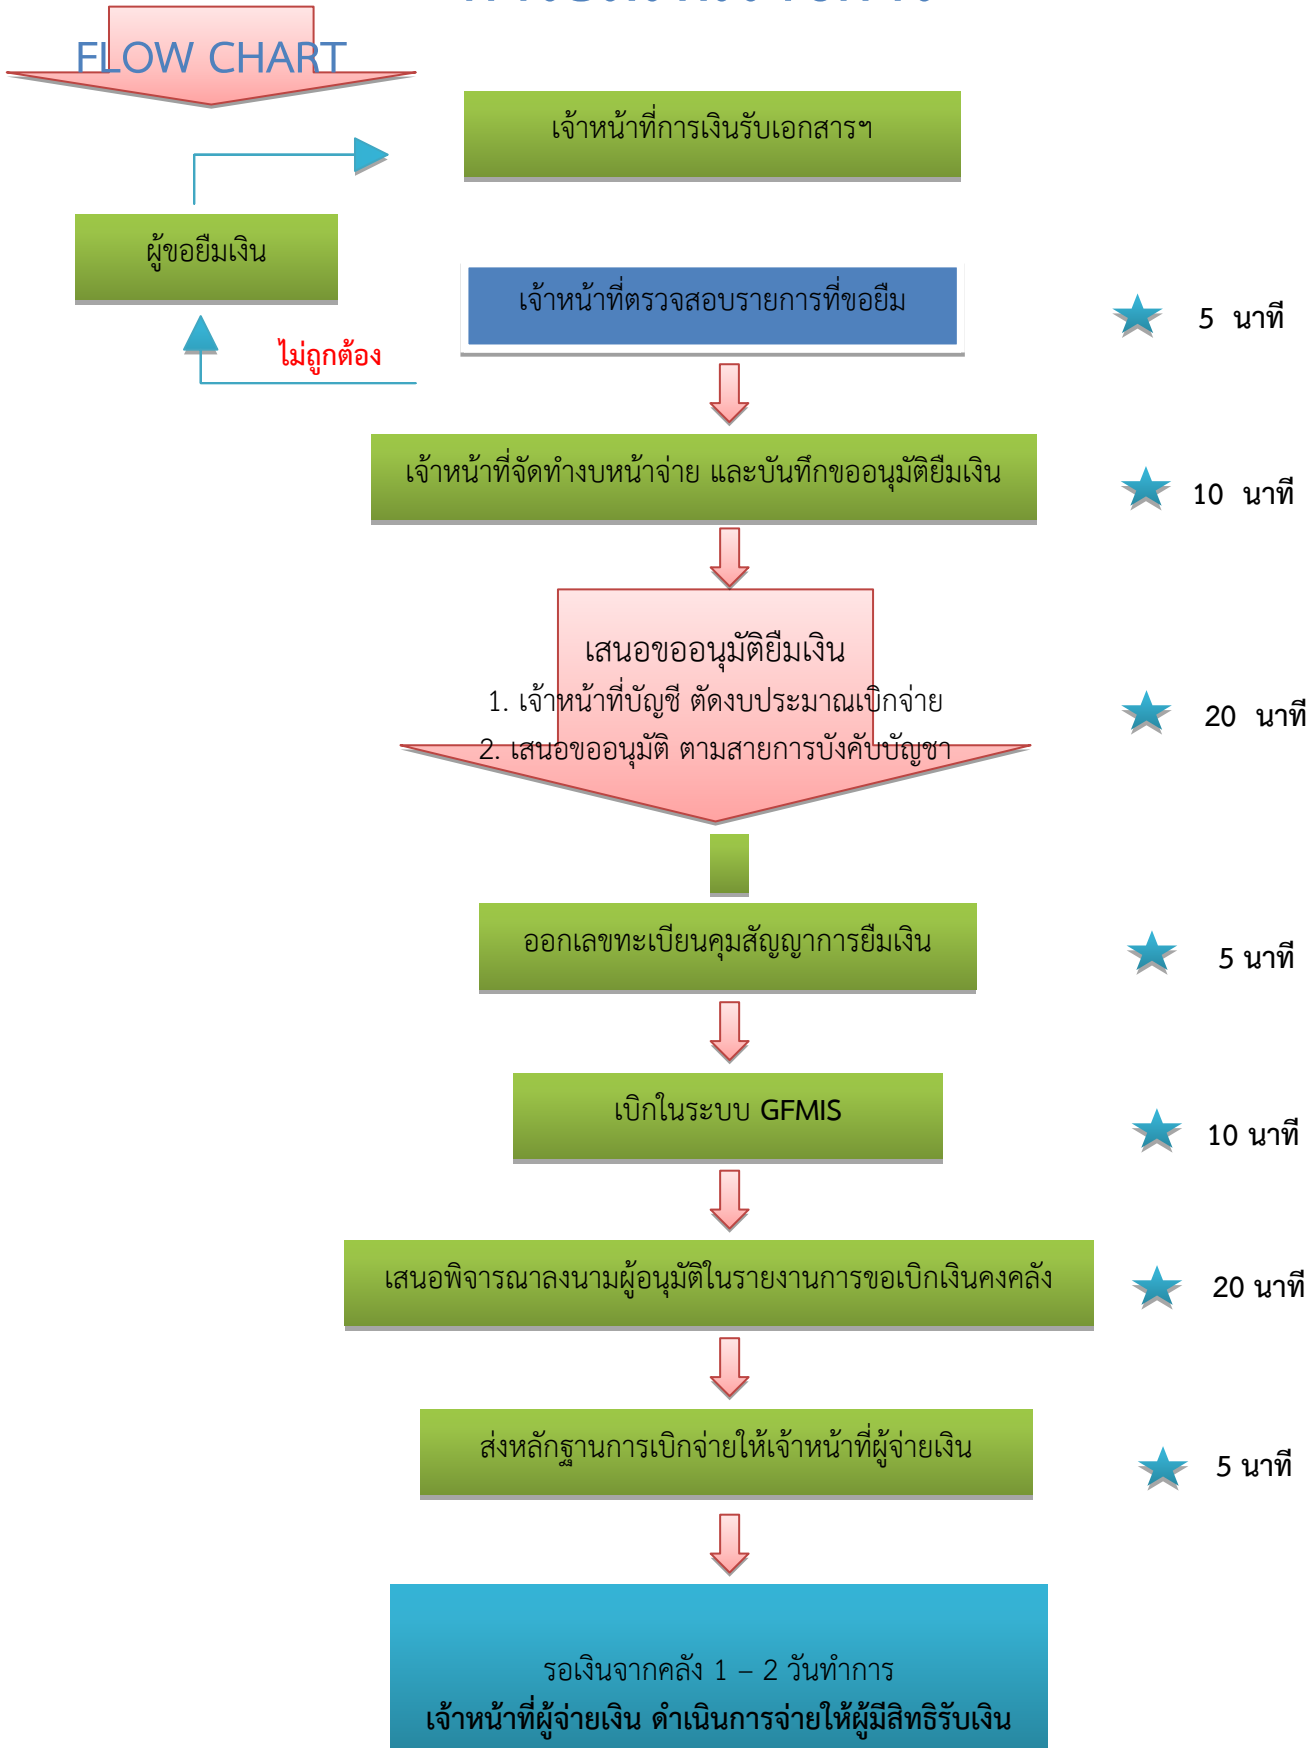 FLOW CHART
เจ้าหน้าที่การเงินรับเอกสารฯ
ผู้ขอยืมเงิน
เจ้าหน้าที่ตรวจสอบรายการที่ขอยืม
5 นาที
ไม่ถูกต้อง
เจ้าหน้าที่จัดทำงบหน้าจ่าย และบันทึกขออนุมัติยืมเงิน
10 นาที
เสนอขออนุมัติยืมเงิน
1. เจ้าหน้าที่บัญชี ตัดงบประมาณเบิกจ่าย
20 นาที
2. เสนอขออนุมัติ ตามสายการบังคับบัญชา
ออกเลขทะเบียนคุมสัญญาการยืมเงิน
5 นาที
เบิกในระบบ GFMIS
10 นาที
เสนอพิจารณาลงนามผู้อนุมัติในรายงานการขอเบิกเงินคงคลัง
20 นาที
ส่งหลักฐานการเบิกจ่ายให้เจ้าหน้าที่ผู้จ่ายเงิน
5 นาที
รอเงินจากคลัง 1 – 2 วันทำการ
เจ้าหน้าที่ผู้จ่ายเงิน ดำเนินการจ่ายให้ผู้มีสิทธิรับเงิน